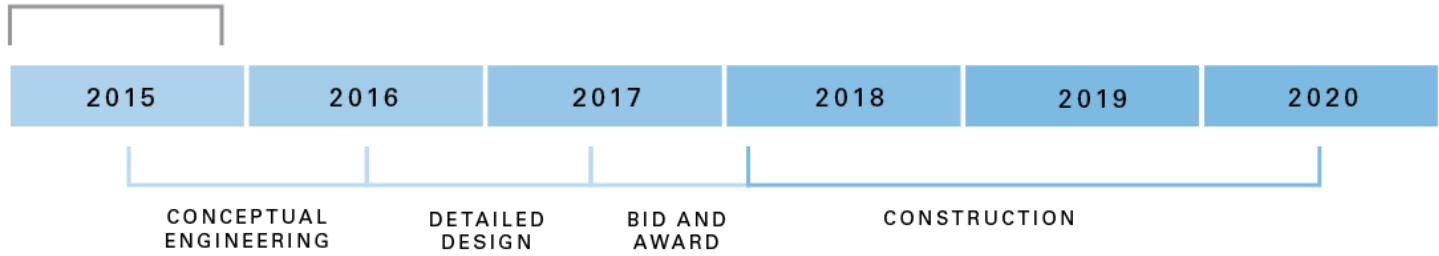 2015 2016 2017 2018 2019 2020
CONCEPTUAL
ENGINEERING
DETAILED
DESIGN
BID AND
AWARD
CONSTRUCTION